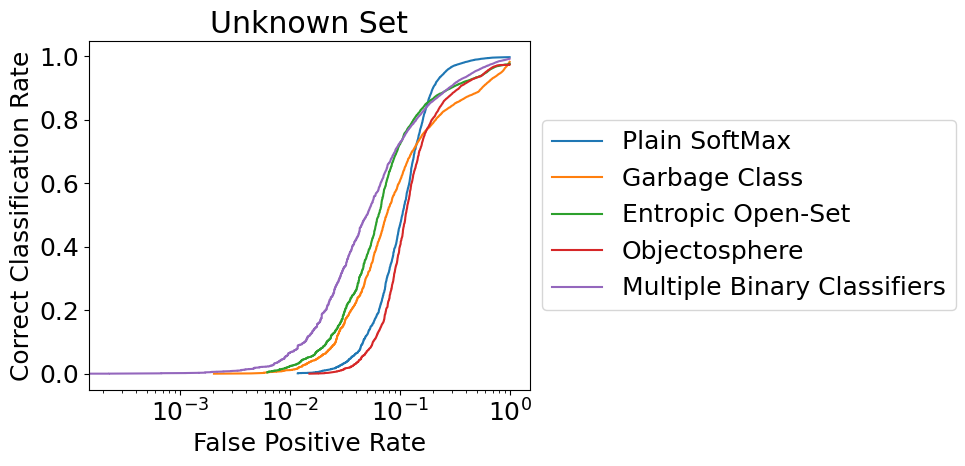 Unknown Set
Correct Classification Rate
1.0
0.8
0.6
0.4
0.2
0.0
10⁻³ 10⁻² 10⁻¹ 10⁰
False Positive Rate
Plain SoftMax
Garbage Class
Entropic Open-Set
Objectosphere
Multiple Binary Classifiers